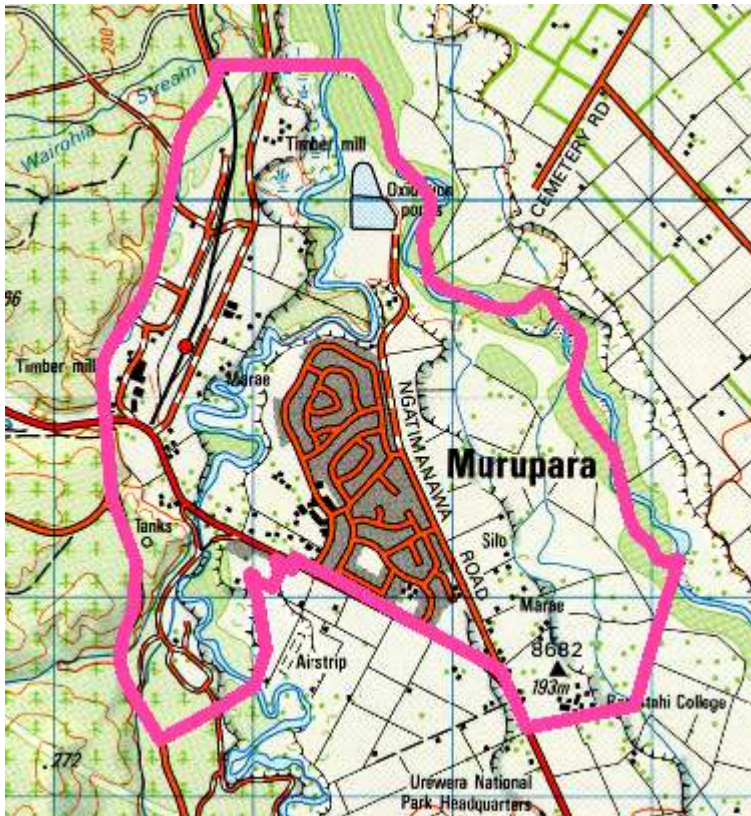 200
Wairohia Stream
Timber mill
CEMETERY RD
Oxidation
ponds
Timber mill
Marae
NGATIMANAWA ROAD
Murupara
Tanks
Silo
Marae
Airstrip
8682
193m
College
.272
Urewera National
Park Headquarters